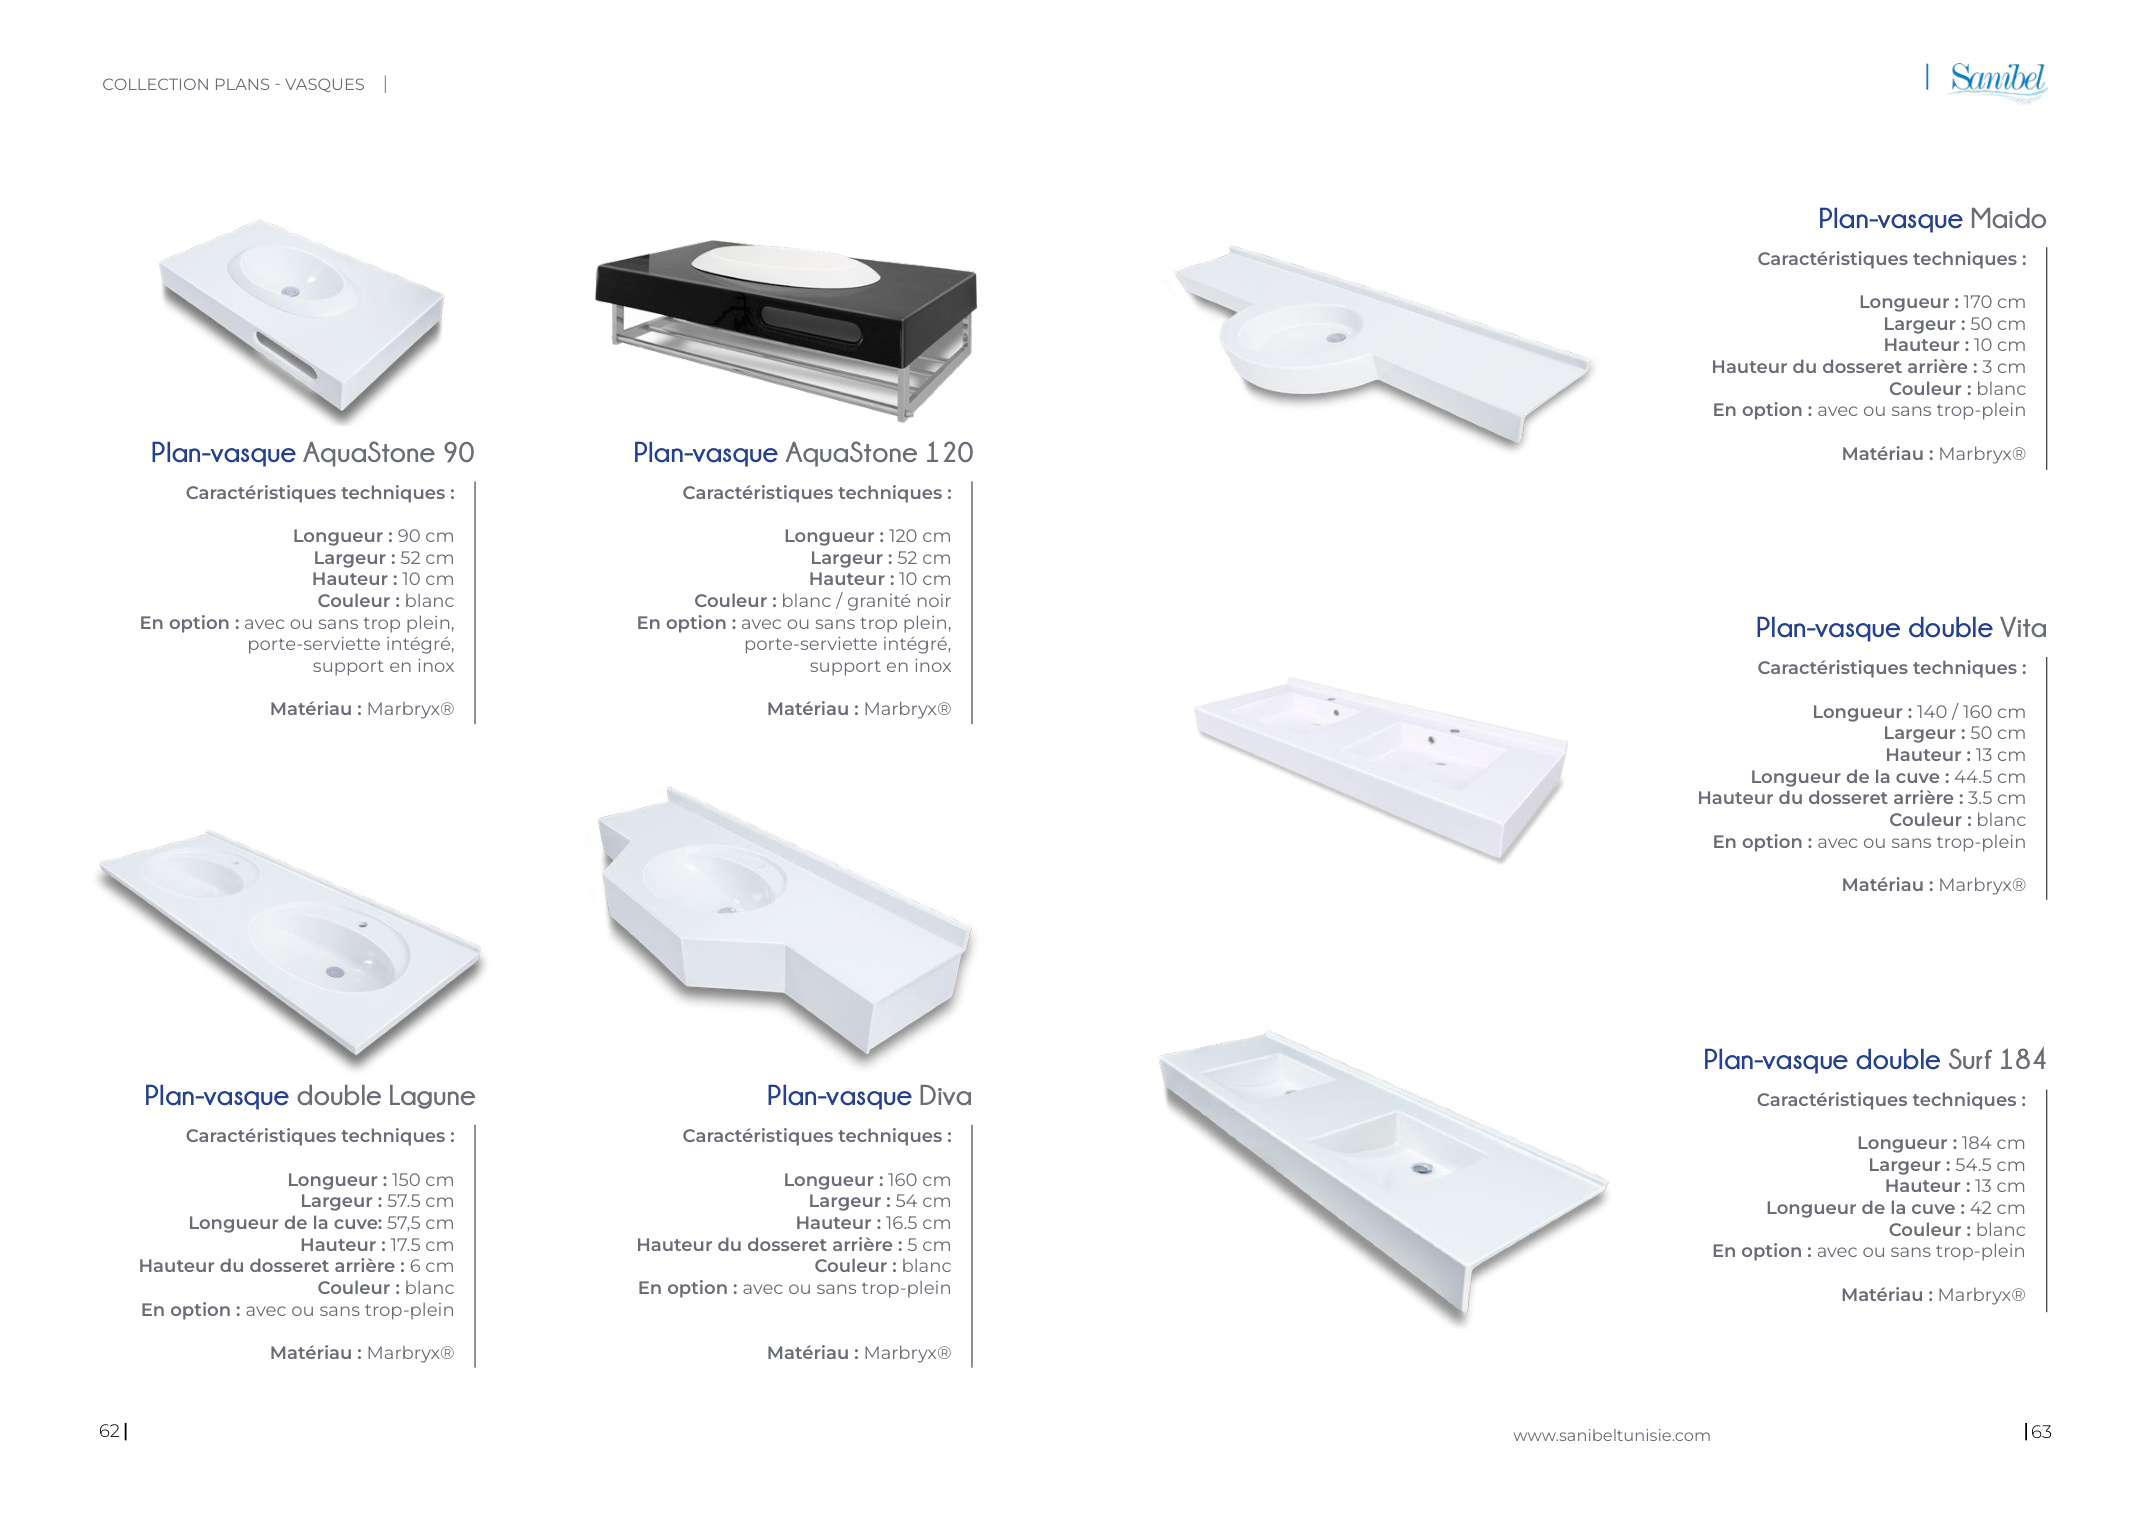 COLLECTION PLANS - VASQUES |
| Sanibel
Plan-vasque AquaStone 90
Caractéristiques techniques :
Longueur : 90 cm
Largeur : 52 cm
Hauteur : 10 cm
Couleur : blanc
En option : avec ou sans trop plein,
porte-serviette intégré,
support en inox
Matériau : Marbryx®
Plan-vasque AquaStone 120
Caractéristiques techniques :
Longueur : 120 cm
Largeur : 52 cm
Hauteur : 10 cm
Couleur : blanc / granité noir
En option : avec ou sans trop plein,
porte-serviette intégré,
support en inox
Matériau : Marbryx®
Plan-vasque double Lagune
Caractéristiques techniques :
Longueur : 150 cm
Largeur : 57.5 cm
Longueur de la cuve: 57,5 cm
Hauteur : 17.5 cm
Hauteur du dosseret arrière : 6 cm
Couleur : blanc
En option : avec ou sans trop-plein
Matériau : Marbryx®
Plan-vasque Diva
Caractéristiques techniques :
Longueur : 160 cm
Largeur : 54 cm
Hauteur : 16.5 cm
Hauteur du dosseret arrière : 5 cm
Couleur : blanc
En option : avec ou sans trop-plein
Matériau : Marbryx®
Plan-vasque Maido
Caractéristiques techniques :
Longueur : 170 cm
Largeur : 50 cm
Hauteur : 10 cm
Hauteur du dosseret arrière : 3 cm
Couleur : blanc
En option : avec ou sans trop-plein
Matériau : Marbryx®
Plan-vasque double Vita
Caractéristiques techniques :
Longueur : 140 / 160 cm
Largeur : 50 cm
Hauteur : 13 cm
Longueur de la cuve : 44.5 cm
Hauteur du dosseret arrière : 3.5 cm
Couleur : blanc
En option : avec ou sans trop-plein
Matériau : Marbryx®
Plan-vasque double Surf 184
Caractéristiques techniques :
Longueur : 184 cm
Largeur : 54.5 cm
Hauteur : 13 cm
Longueur de la cuve : 42 cm
Couleur : blanc
En option : avec ou sans trop-plein
Matériau : Marbryx®
62 |
www.sanibeltunisie.com
| 63